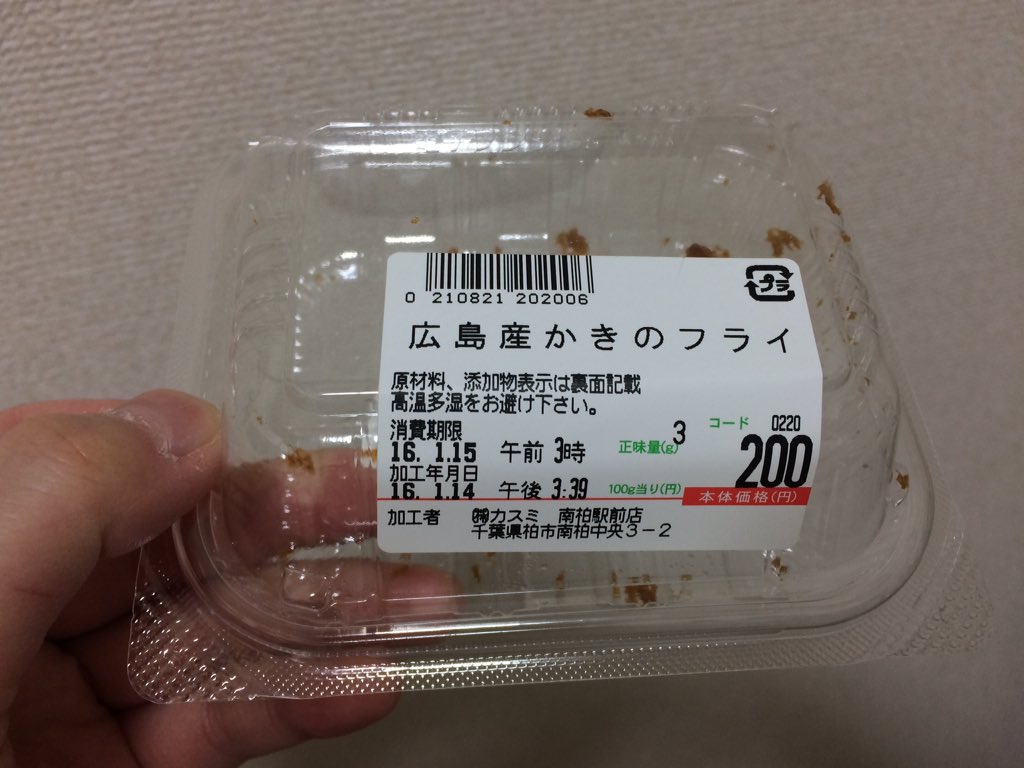 0 210821 202006
プラ
広島産かきのフライ
原材料、添加物表示は裏面記載
高温多湿をお避け下さい。
消費期限
16. 1.15 午前 3時
正味量(g) 3
コード 0220
200
加工年月日
16. 1.14 午後 3:39
100g当り(円)
本体価格(円)
加工者 ㈱カスミ 南柏駅前店
千葉県柏市南柏中央3-2